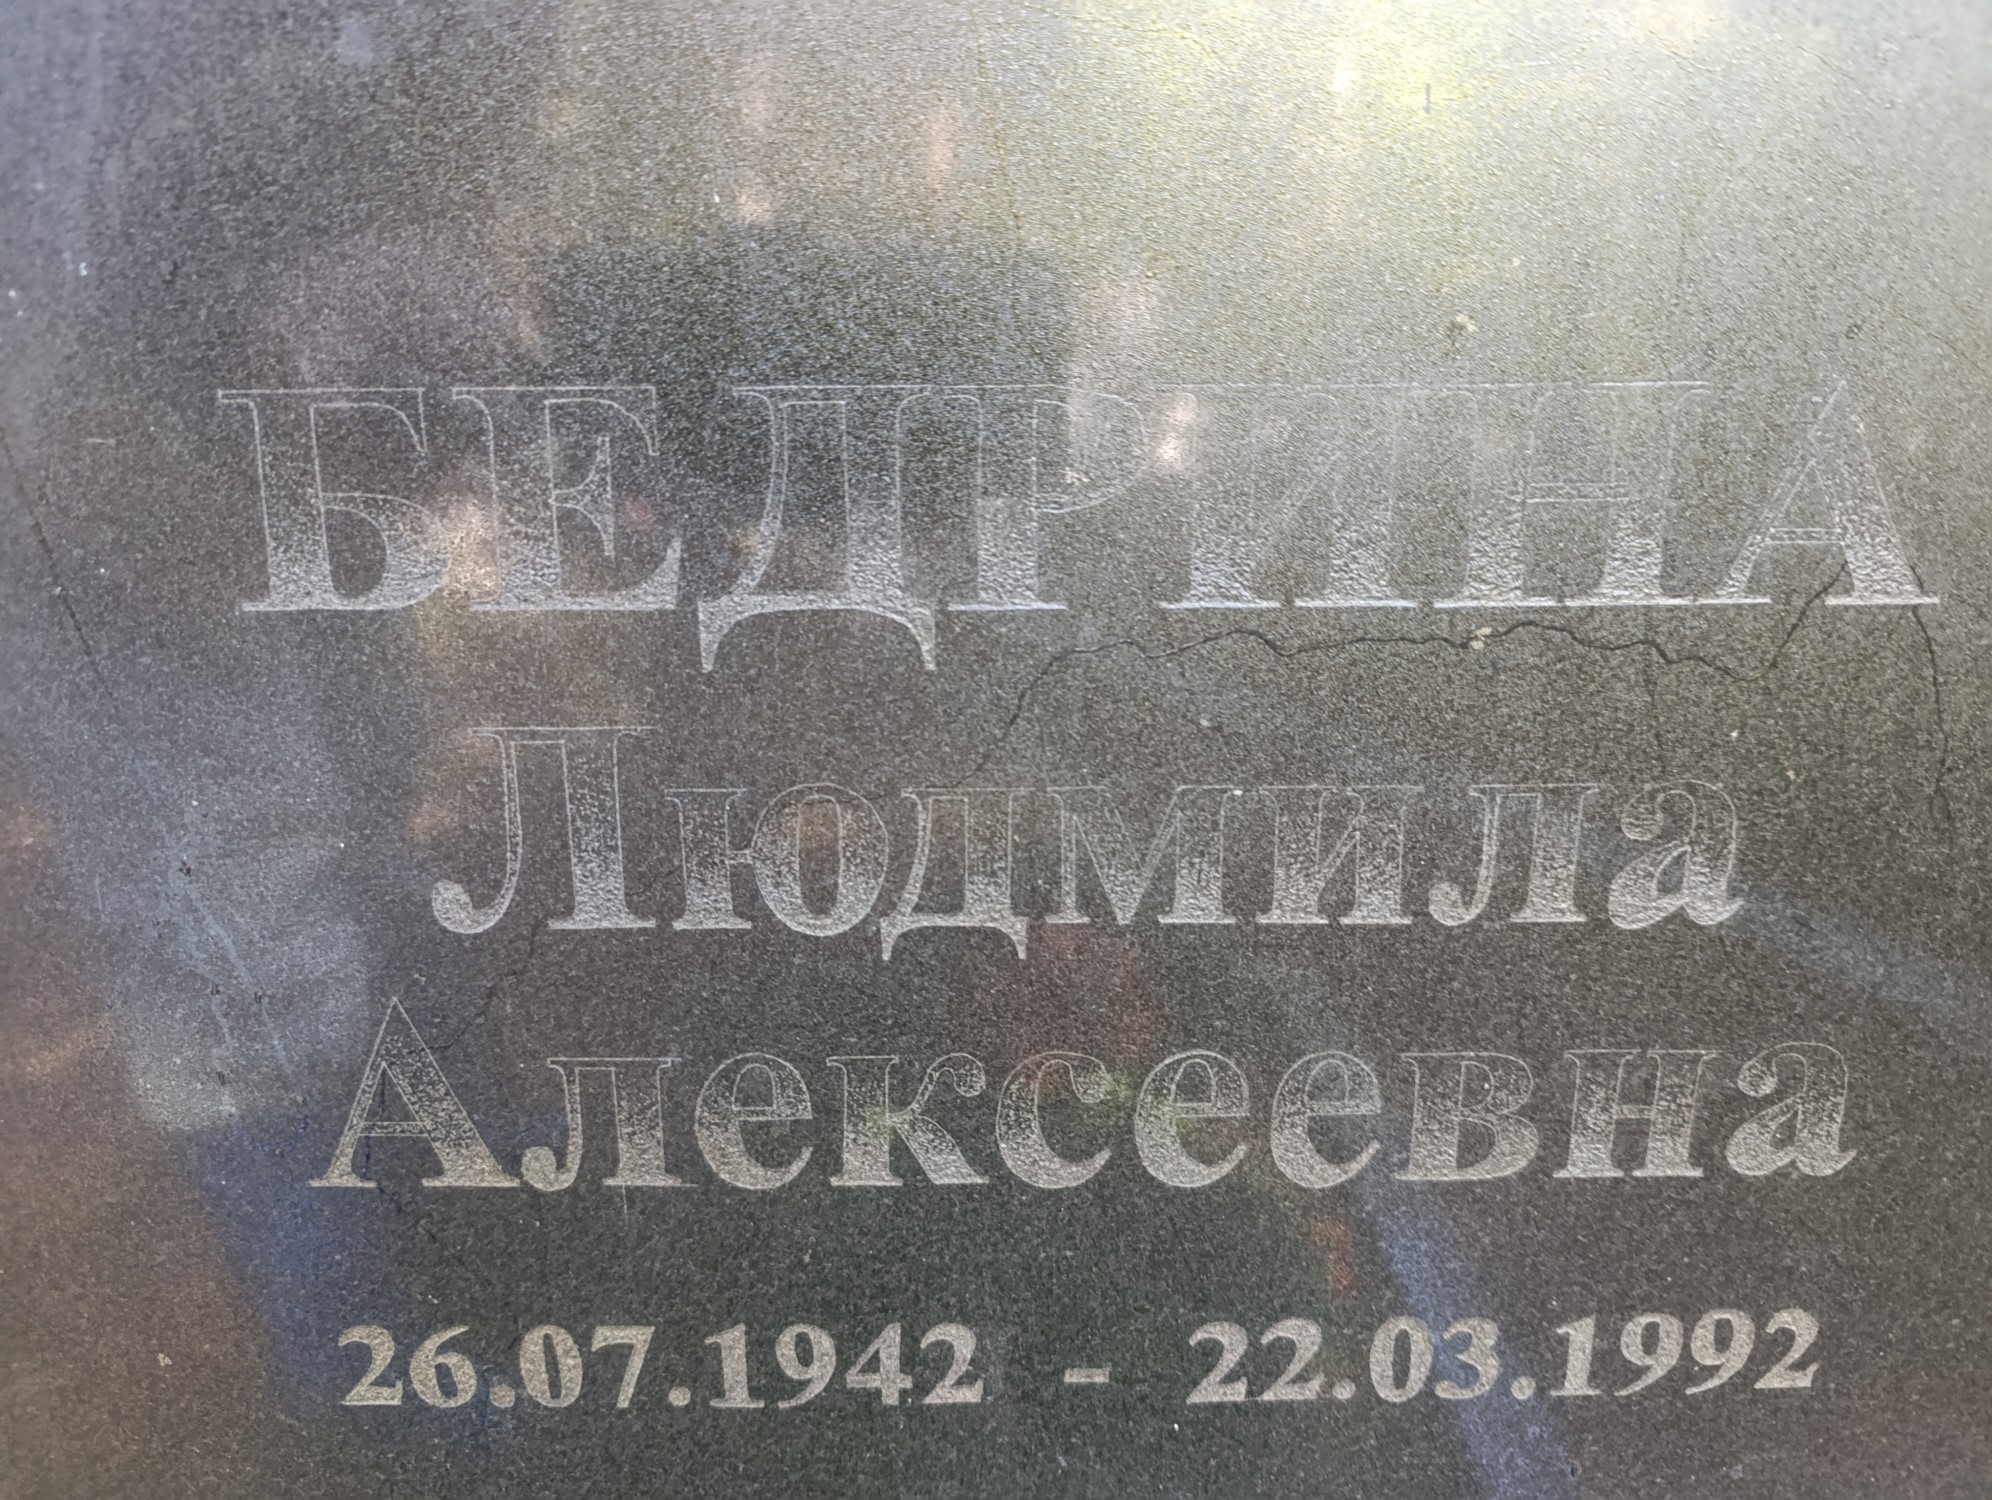 БЕДРИНА
Людмила
Алексеевна
26.07.1942 - 22.03.1992